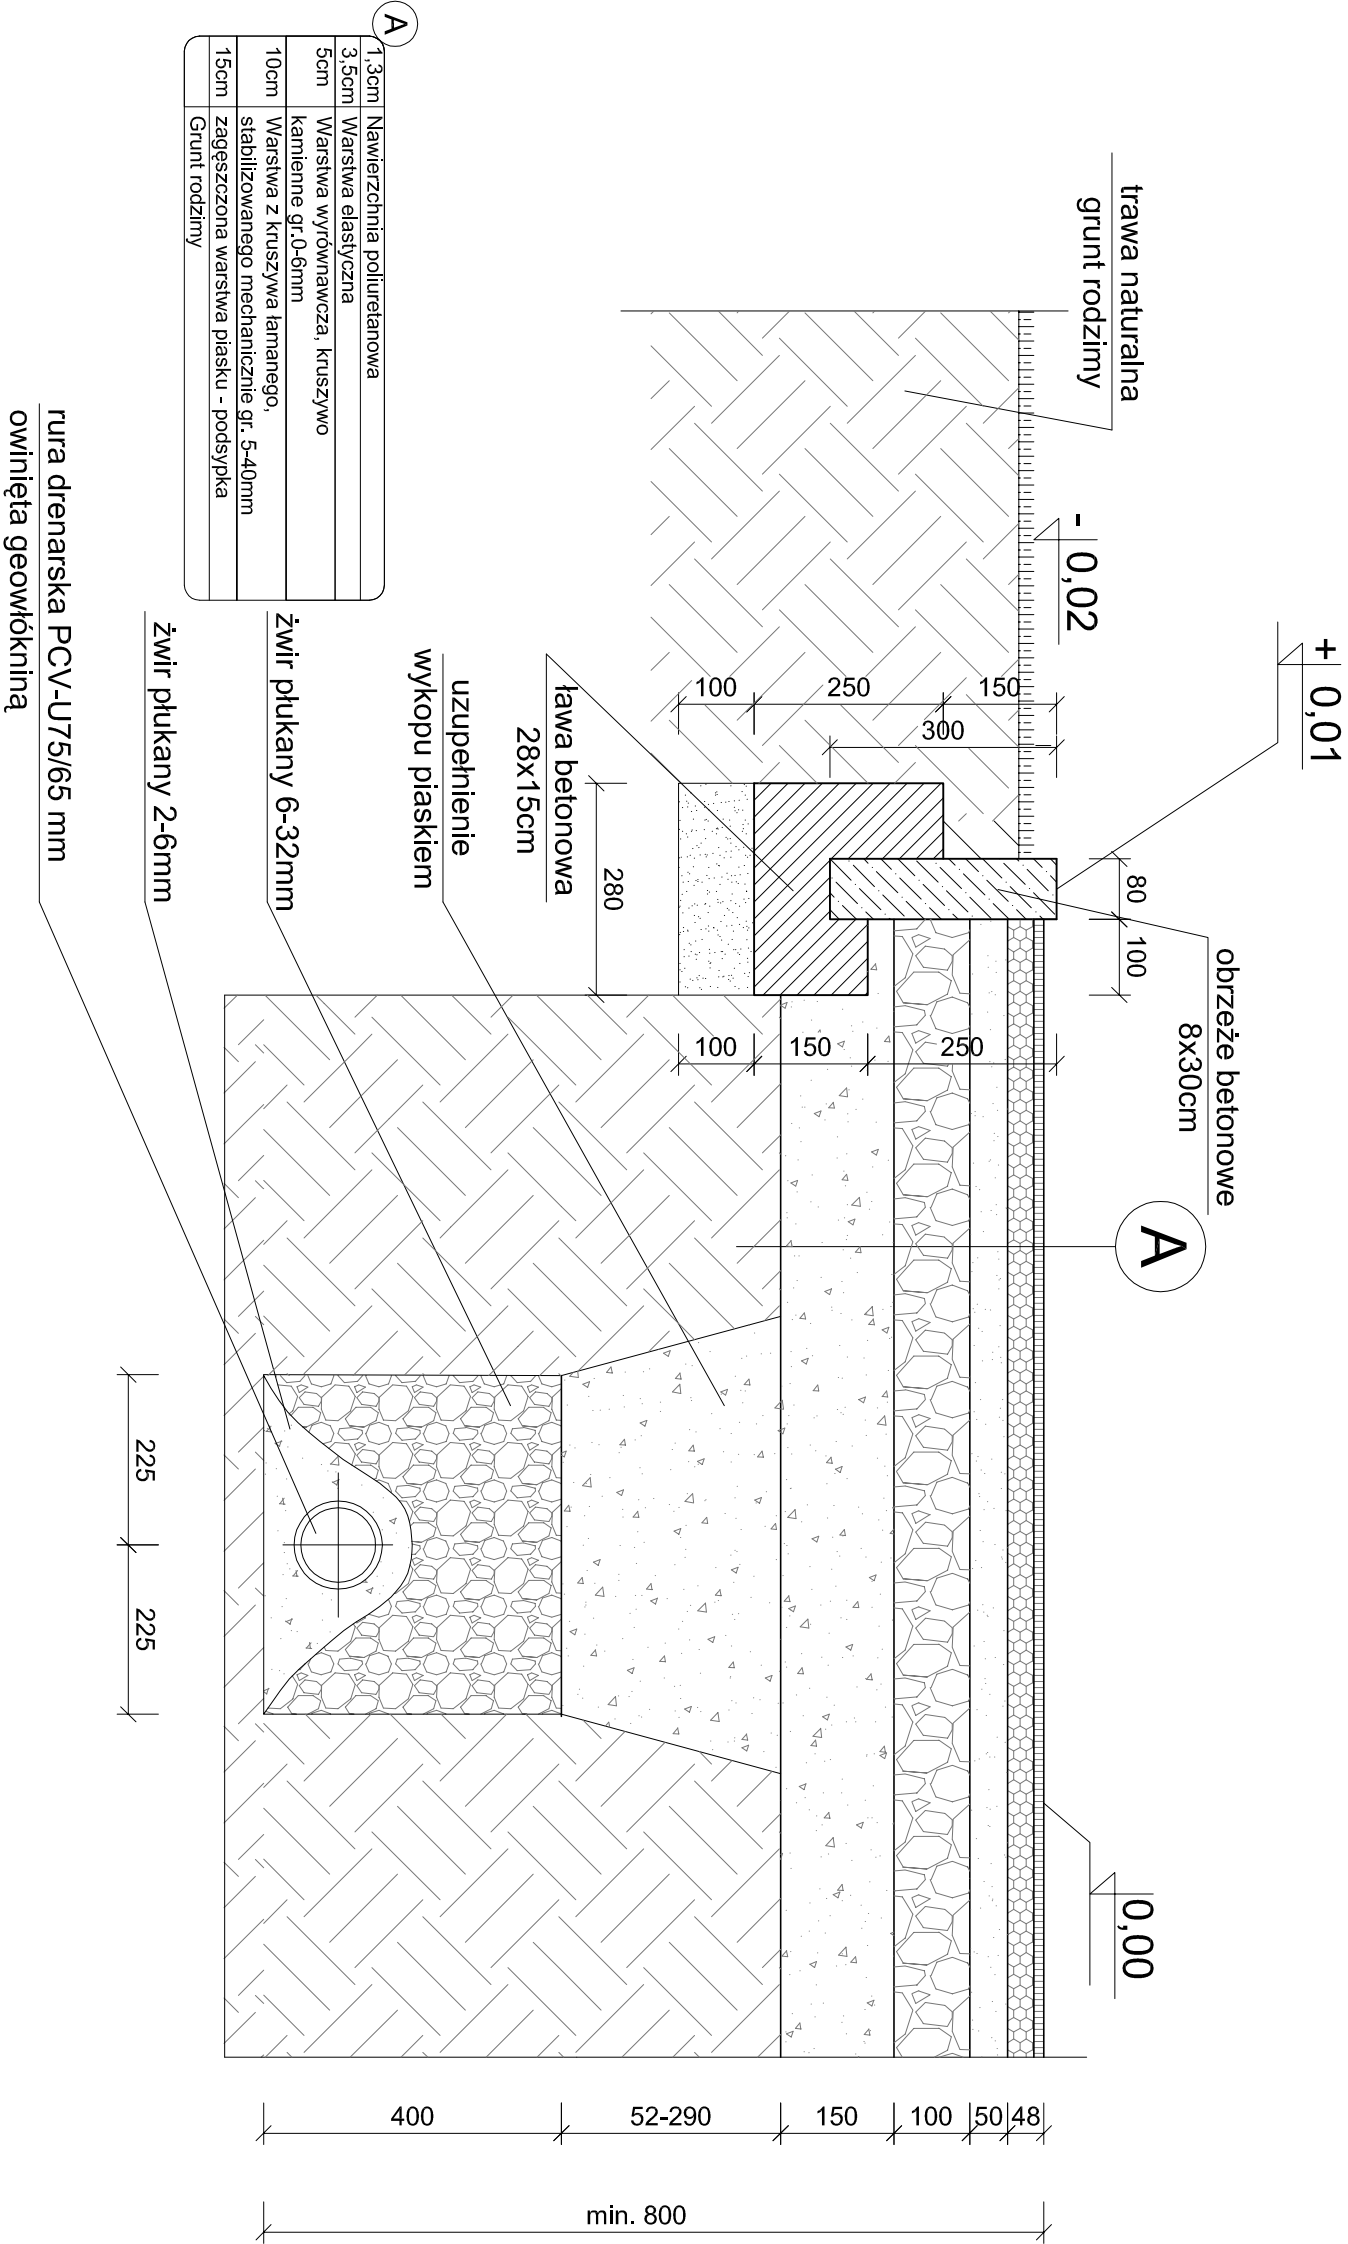 + 0,01
0,00
- 0,02
trawa naturalna
grunt rodzimy
obrzeże betonowe
8x30cm
A
80
100
150
250
100
300
250
150
100
280
ława betonowa
28x15cm
uzupełnienie
wykopu piaskiem
żwir płukany 6-32mm
żwir płukany 2-6mm
rura drenarska PCV-U75/65 mm
owinięta geowłókniną
225
225
48
50
100
150
52-290
400
min. 800
A
1,3cm Nawierzchnia poliuretanowa
3,5cm Warstwa elastyczna
5cm Warstwa wyrównawcza, kruszywo
kamienne gr.0-6mm
10cm Warstwa z kruszywa łamanego,
stabilizowanego mechanicznie gr. 5-40mm
15cm zagęszczona warstwa piasku - podsypka
Grunt rodzimy